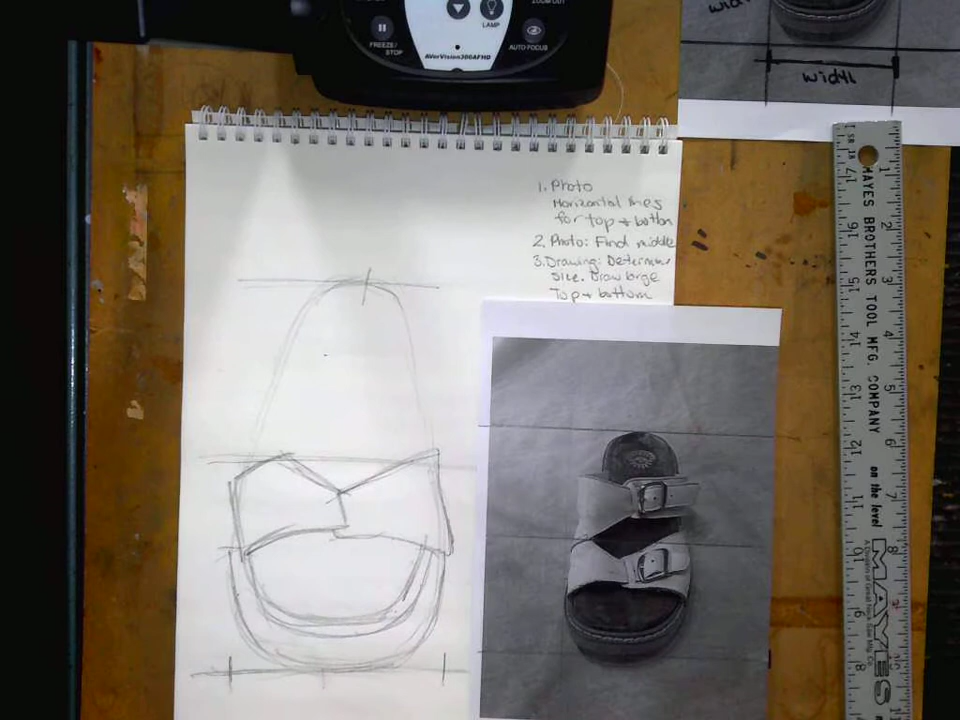 LAMP
FREEZE/
STOP
AUTO FOCUS
AVerVision300AFHD
width
1. Photo
Horizontal lines
for top + bottom
2. Photo: Find middle
3. Drawing: Determine
size. Draw large
Top + bottom
MAYES BROTHERS TOOL MFG. COMPANY on the level MAYES